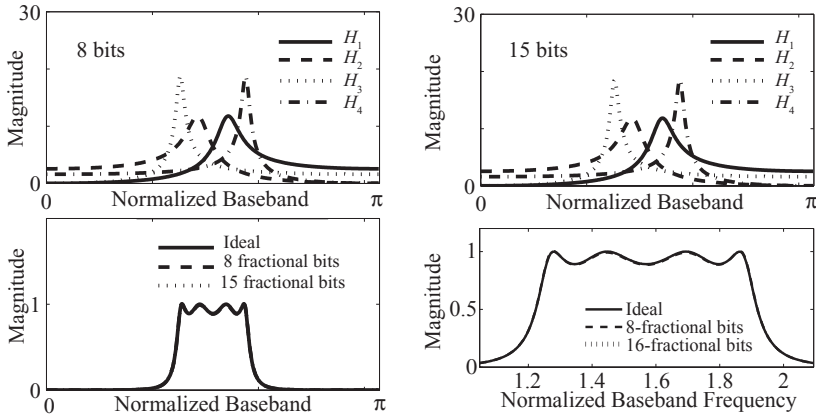 30
8 bits
H1
H2
H3
H4
Magnitude
0
0
Normalized Baseband
π
30
15 bits
H1
H2
H3
H4
Magnitude
0
0
Normalized Baseband
π
Ideal
8 fractional bits
15 fractional bits
Magnitude
1
0
0
Normalized Baseband
π
1
0.5
0
Magnitude
Ideal
8-fractional bits
16-fractional bits
1.2
1.4
1.6
1.8
2
Normalized Baseband Frequency